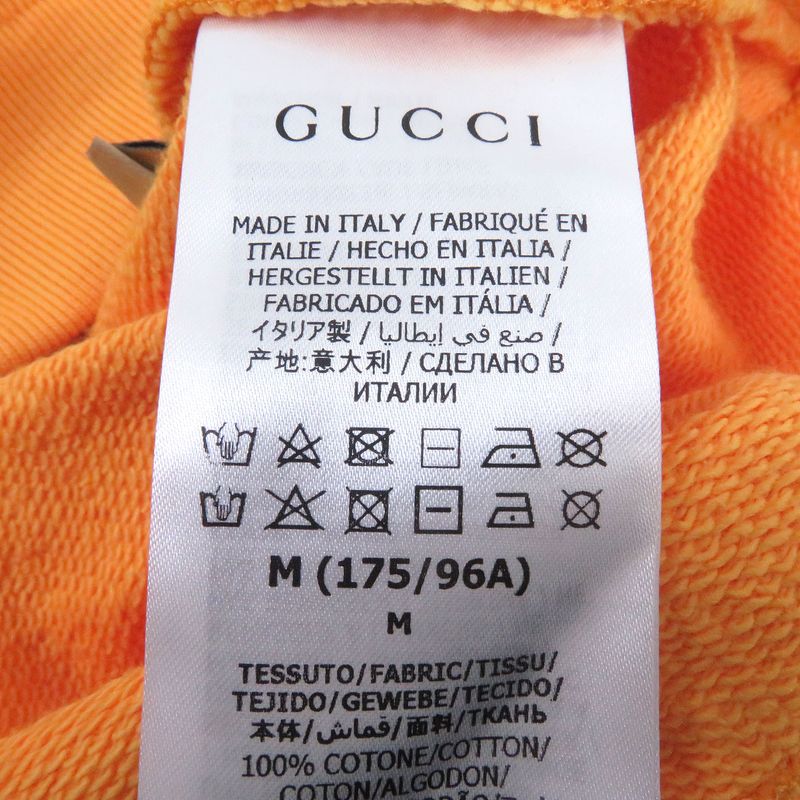 GUCCI
MADE IN ITALY / FABRIQUÉ EN
ITALIE / HECHO EN ITALIA /
HERGESTELLT IN ITALIEN /
FABRICADO EM ITÁLIA /
イタリア製 / صنع في إيطاليا /
产地:意大利 / СДЕЛАНО В
ИТАЛИИ
M (175/96A)
M
TESSUTO/FABRIC/TISSU/
TEJIDO/GEWEBE/TECIDO/
本体/قماش/面料/ТКАНЬ
100% COTONE/COTTON/
COTON/ALGODON/